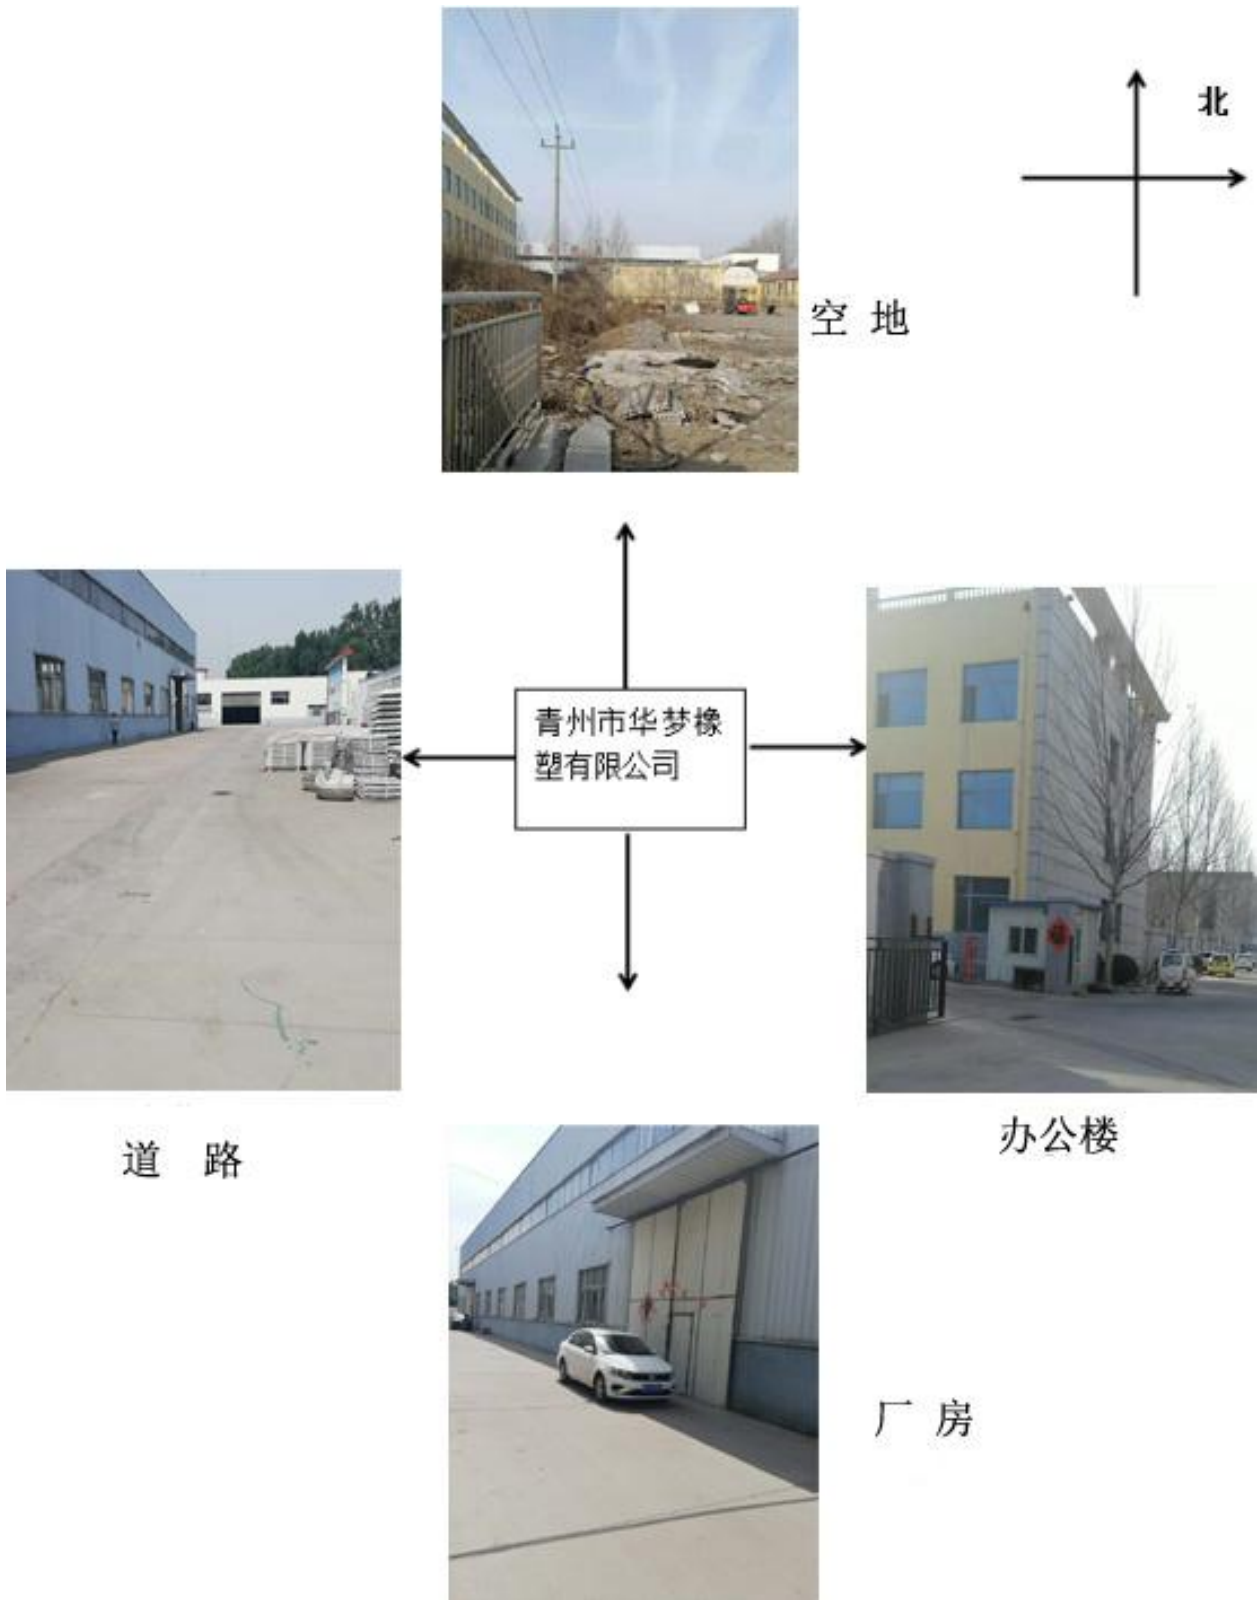 北
空 地
青州市华梦橡
塑有限公司
办公楼
道 路
厂 房